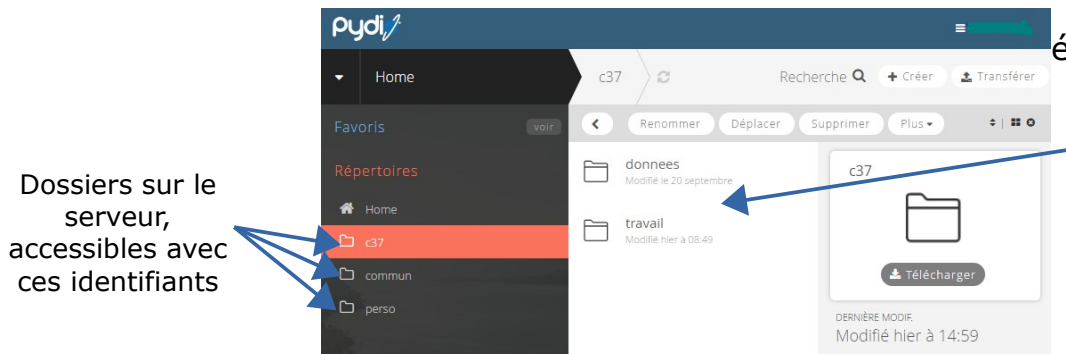 pydi
Home
c37
Recherche
+ Créer
Transférer
é
Favoris
voir
Renommer
Déplacer
Supprimer
Plus
Répertoires
Home
c37
commun
perso
donnees
Modifié le 20 septembre
travail
Modifié hier à 08:49
c37
Télécharger
DERNIÈRE MODIF.
Modifié hier à 14:59
Dossiers sur le
serveur,
accessibles avec
ces identifiants